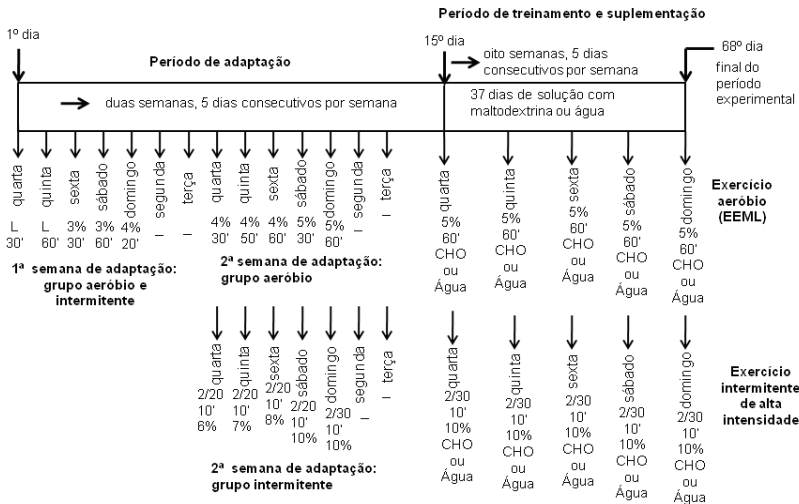 Período de treinamento e suplementação
1º dia
Período de adaptação
15º dia
oito semanas, 5 dias
consecutivos por semana
68º dia
final do
período
experimental
duas semanas, 5 dias consecutivos por semana
37 dias de solução com
maltodextrina ou água
quarta
L
30'
quinta
L
60'
sexta
3%
30'
sábado
3%
60'
domingo
4%
20'
segunda
–
terça
–
quarta
4%
30'
quinta
4%
50'
sexta
4%
60'
sábado
5%
30'
domingo
5%
60'
segunda
–
terça
–
quarta
5%
60'
CHO
ou
Água
quinta
5%
60'
CHO
ou
Água
sexta
5%
60'
CHO
ou
Água
sábado
5%
60'
CHO
ou
Água
domingo
5%
60'
CHO
ou
Água
Exercício
aeróbio
(EEML)
1ª semana de adaptação:
grupo aeróbio e
intermitente
2ª semana de adaptação:
grupo aeróbio
quarta
2/20
10'
6%
quinta
2/20
10'
7%
sexta
2/20
10'
8%
sábado
2/20
10'
10%
domingo
2/30
10'
10%
segunda
–
terça
–
quarta
2/30
10'
10%
CHO
ou
Água
quinta
2/30
10'
10%
CHO
ou
Água
sexta
2/30
10'
10%
CHO
ou
Água
sábado
2/30
10'
10%
CHO
ou
Água
domingo
2/30
10'
10%
CHO
ou
Água
Exercício
intermitente
de alta
intensidade
2ª semana de adaptação:
grupo intermitente